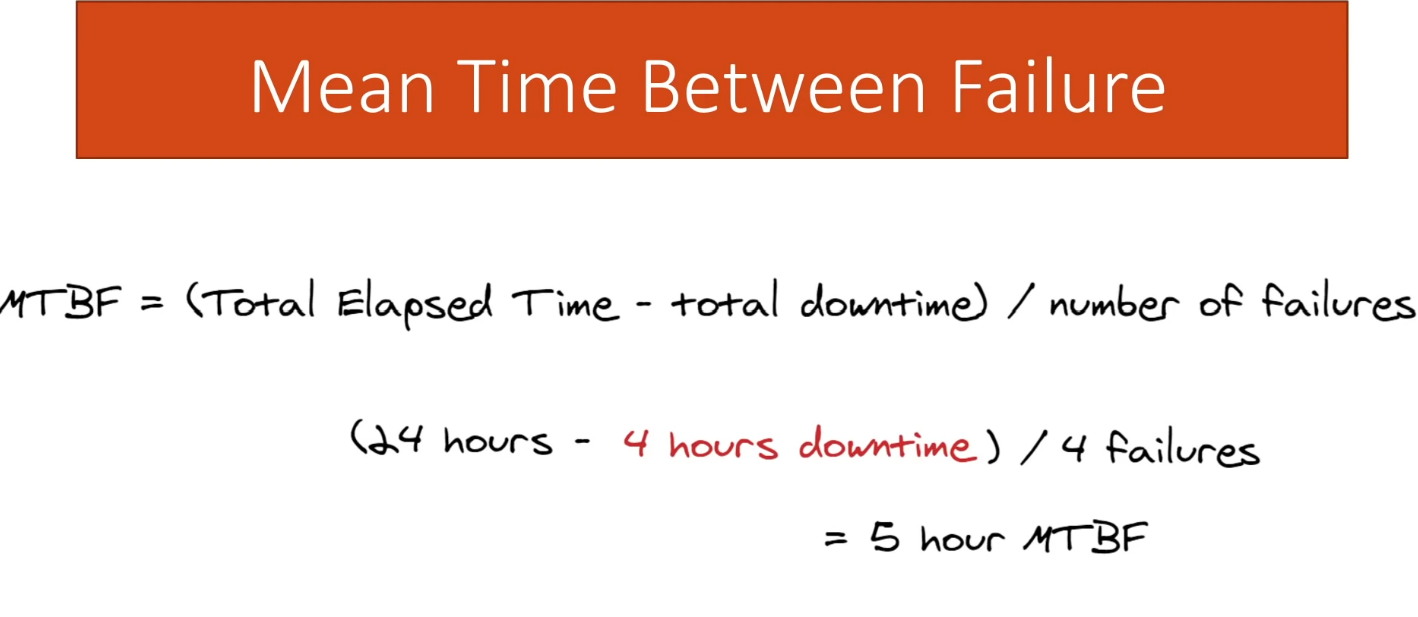 Mean Time Between Failure
MTBF = (Total Elapsed Time - total downtime) / number of failures
(24 hours - 4 hours downtime) / 4 failures
= 5 hour MTBF